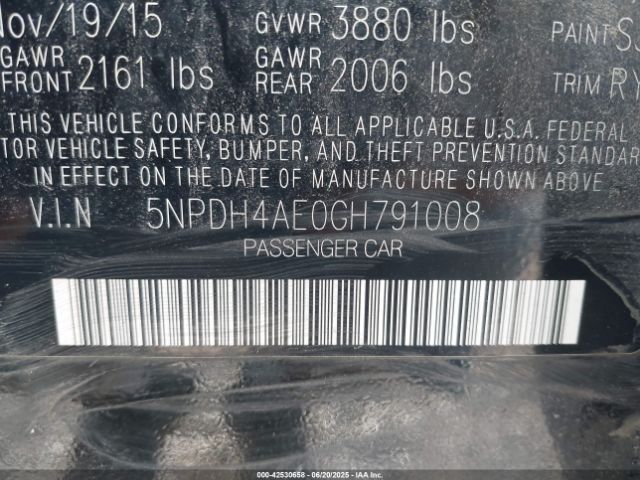 Nov/19/15 GVWR 3880 lbs PAINT
GAWR FRONT 2161 lbs GAWR REAR 2006 lbs TRIM RY
THIS VEHICLE CONFORMS TO ALL APPLICABLE U.S.A. FEDERAL
TOR VEHICLE SAFETY, BUMPER, AND THEFT PREVENTION STANDAR
IN EFFECT ON THE DATE OF MANUFACTURE SHOWN ABOVE.
V.I.N 5NPDH4AE0GH791008
PASSENGER CAR
000-42530658 - 06/20/2025 - IAA Inc.